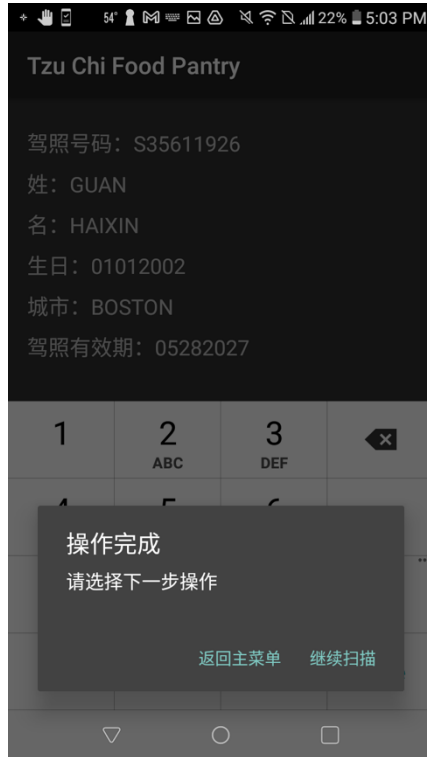 54° 22% 5:03 PM
Tzu Chi Food Pantry
驾照号码：S35611926
姓：GUAN
名：HAIXIN
生日：01012002
城市：BOSTON
驾照有效期：05282027
1 2 3
ABC DEF
操作完成
请选择下一步操作
返回主菜单 继续扫描